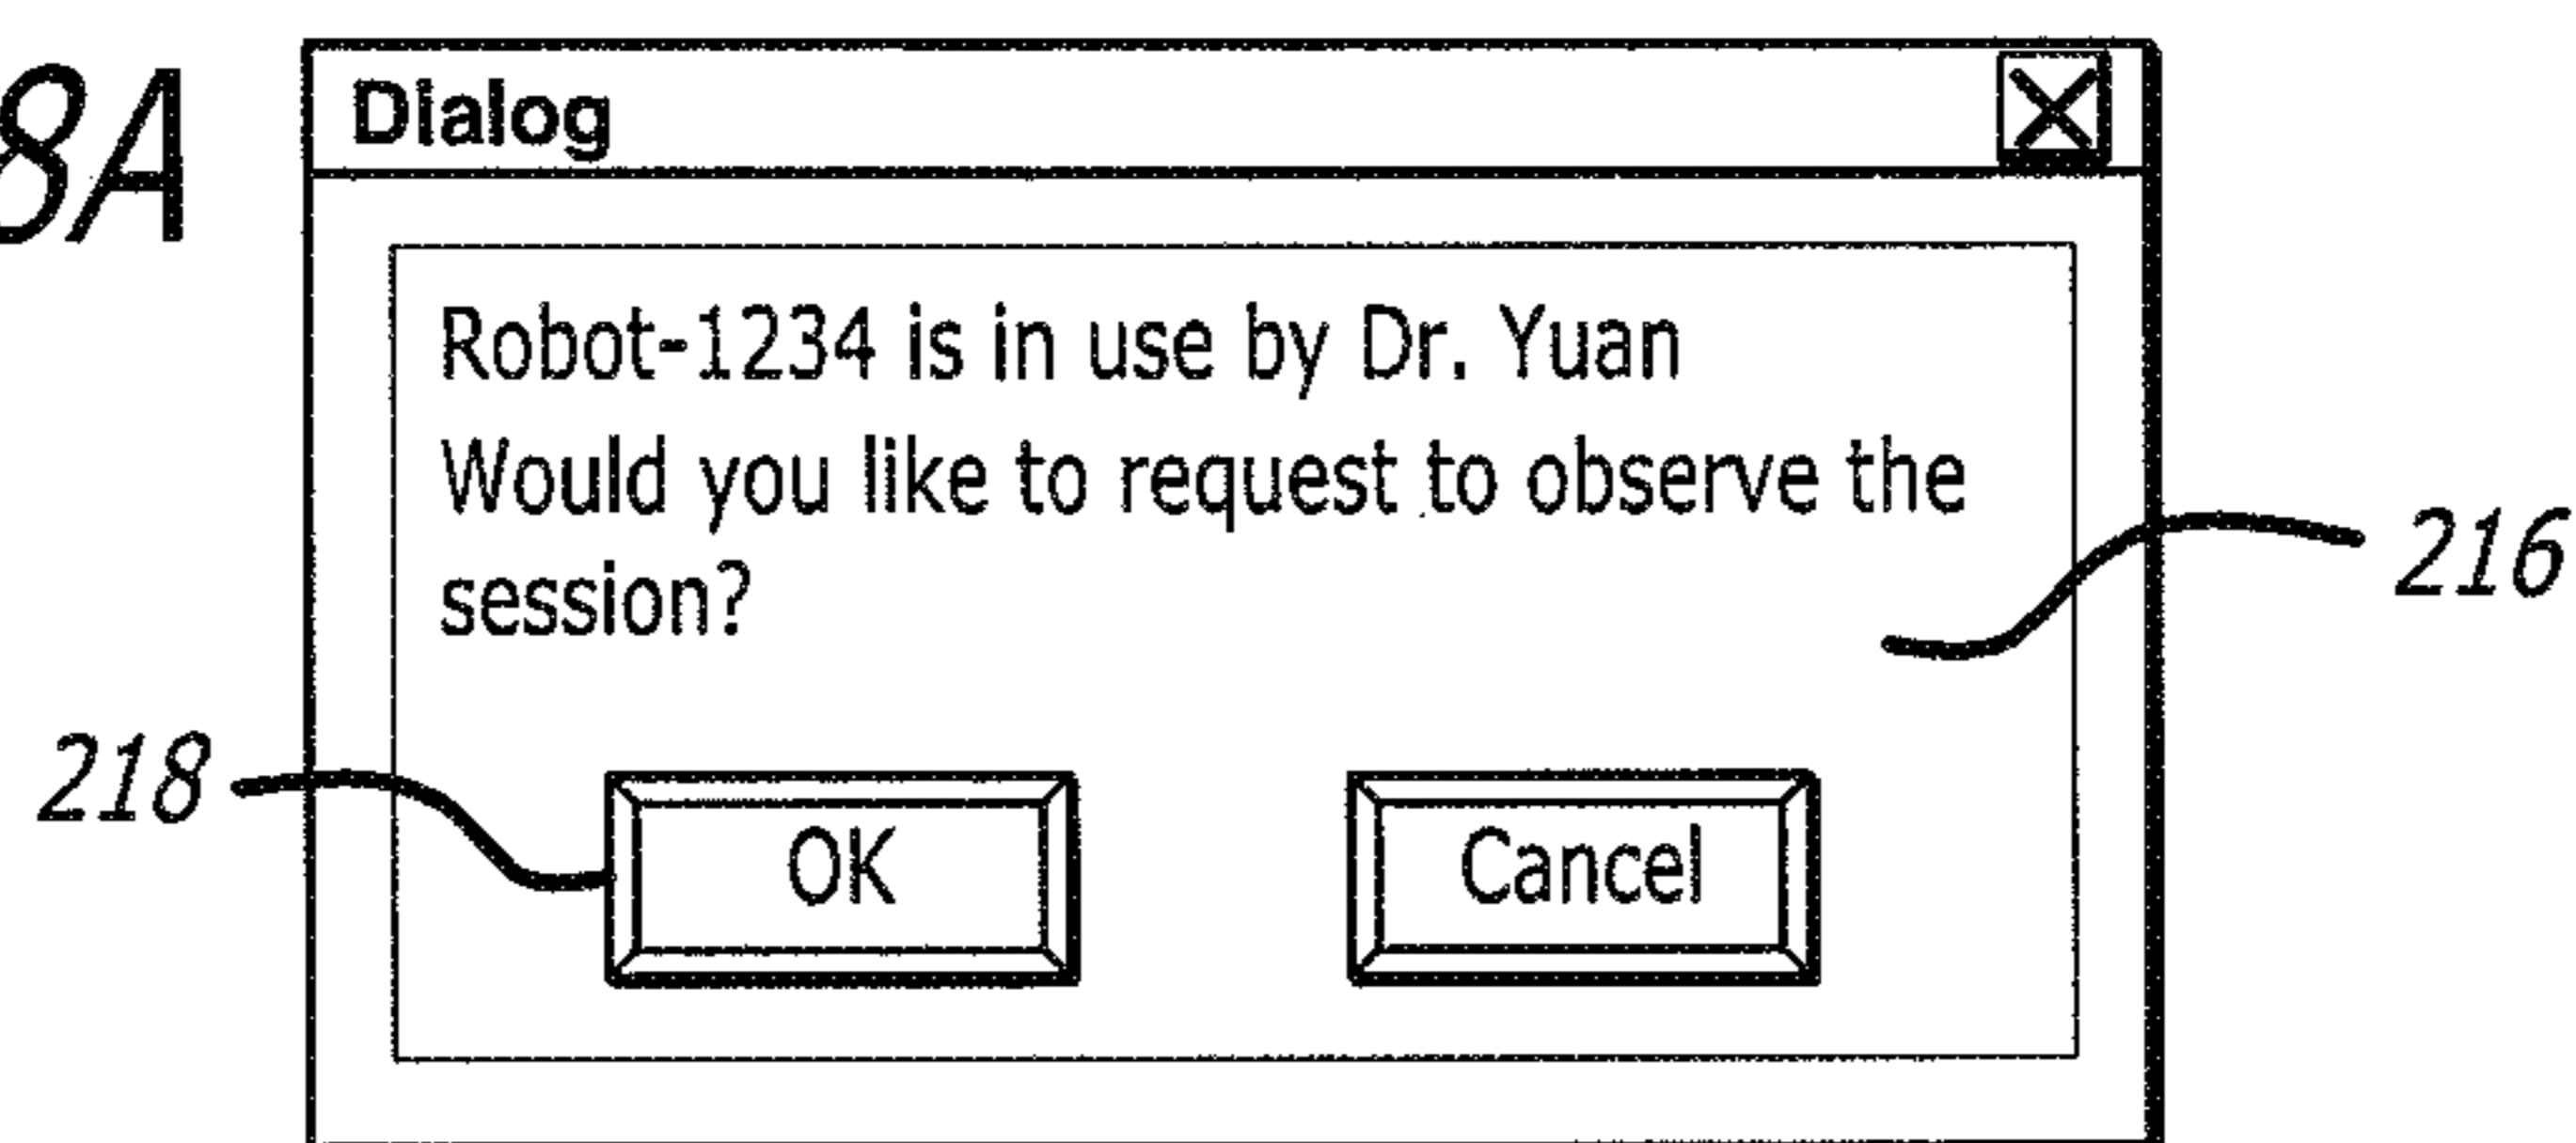 8A
Dialog
Robot-1234 is in use by Dr. Yuan
Would you like to request to observe the
session?
216
218
OK
Cancel